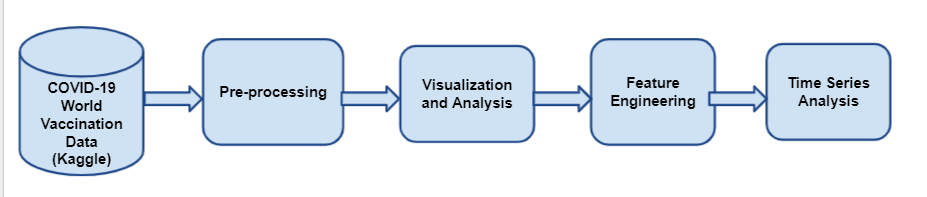 COVID-19
World
Vaccination
Data
(Kaggle)
Pre-processing
Visualization
and Analysis
Feature
Engineering
Time Series
Analysis